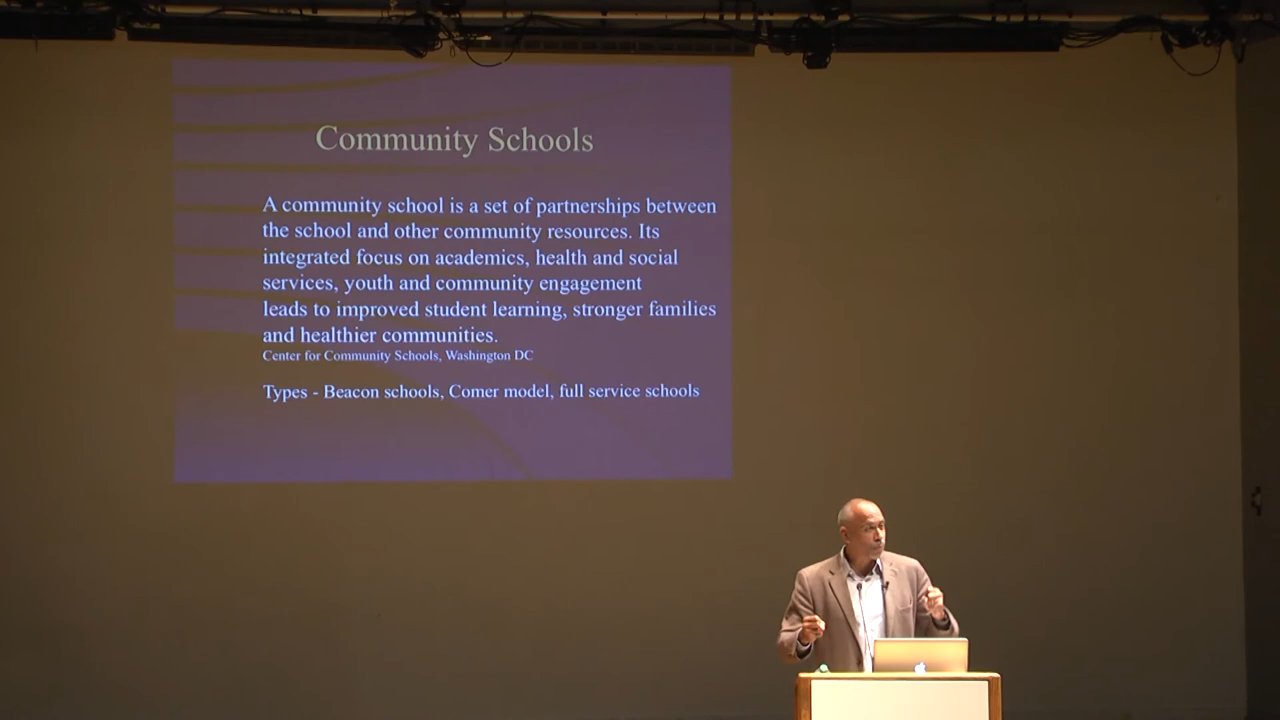 Community Schools
A community school is a set of partnerships between
the school and other community resources. Its
integrated focus on academics, health and social
services, youth and community engagement
leads to improved student learning, stronger families
and healthier communities.
Center for Community Schools, Washington DC
Types - Beacon schools, Comer model, full service schools